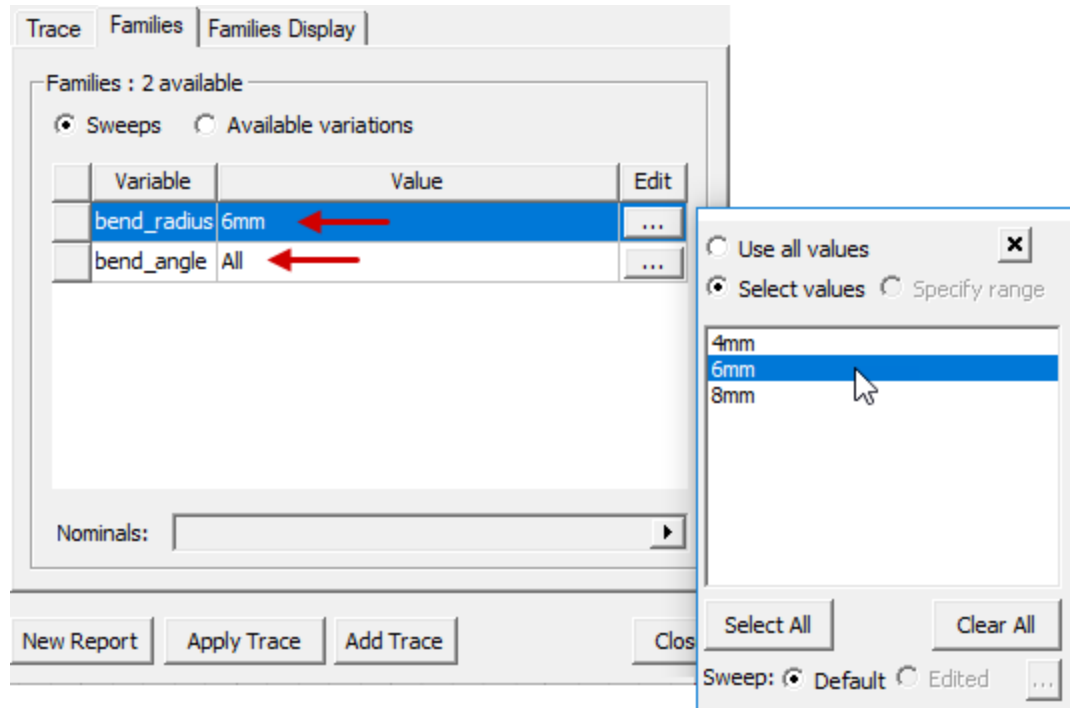 Trace Families Families Display
Families : 2 available
Sweeps Available variations
Variable Value Edit
bend_radius 6mm ...
bend_angle All ...
Nominals:
New Report Apply Trace Add Trace Clos
Use all values
Select values Specify range
4mm
6mm
8mm
Select All Clear All
Sweep: Default Edited ...